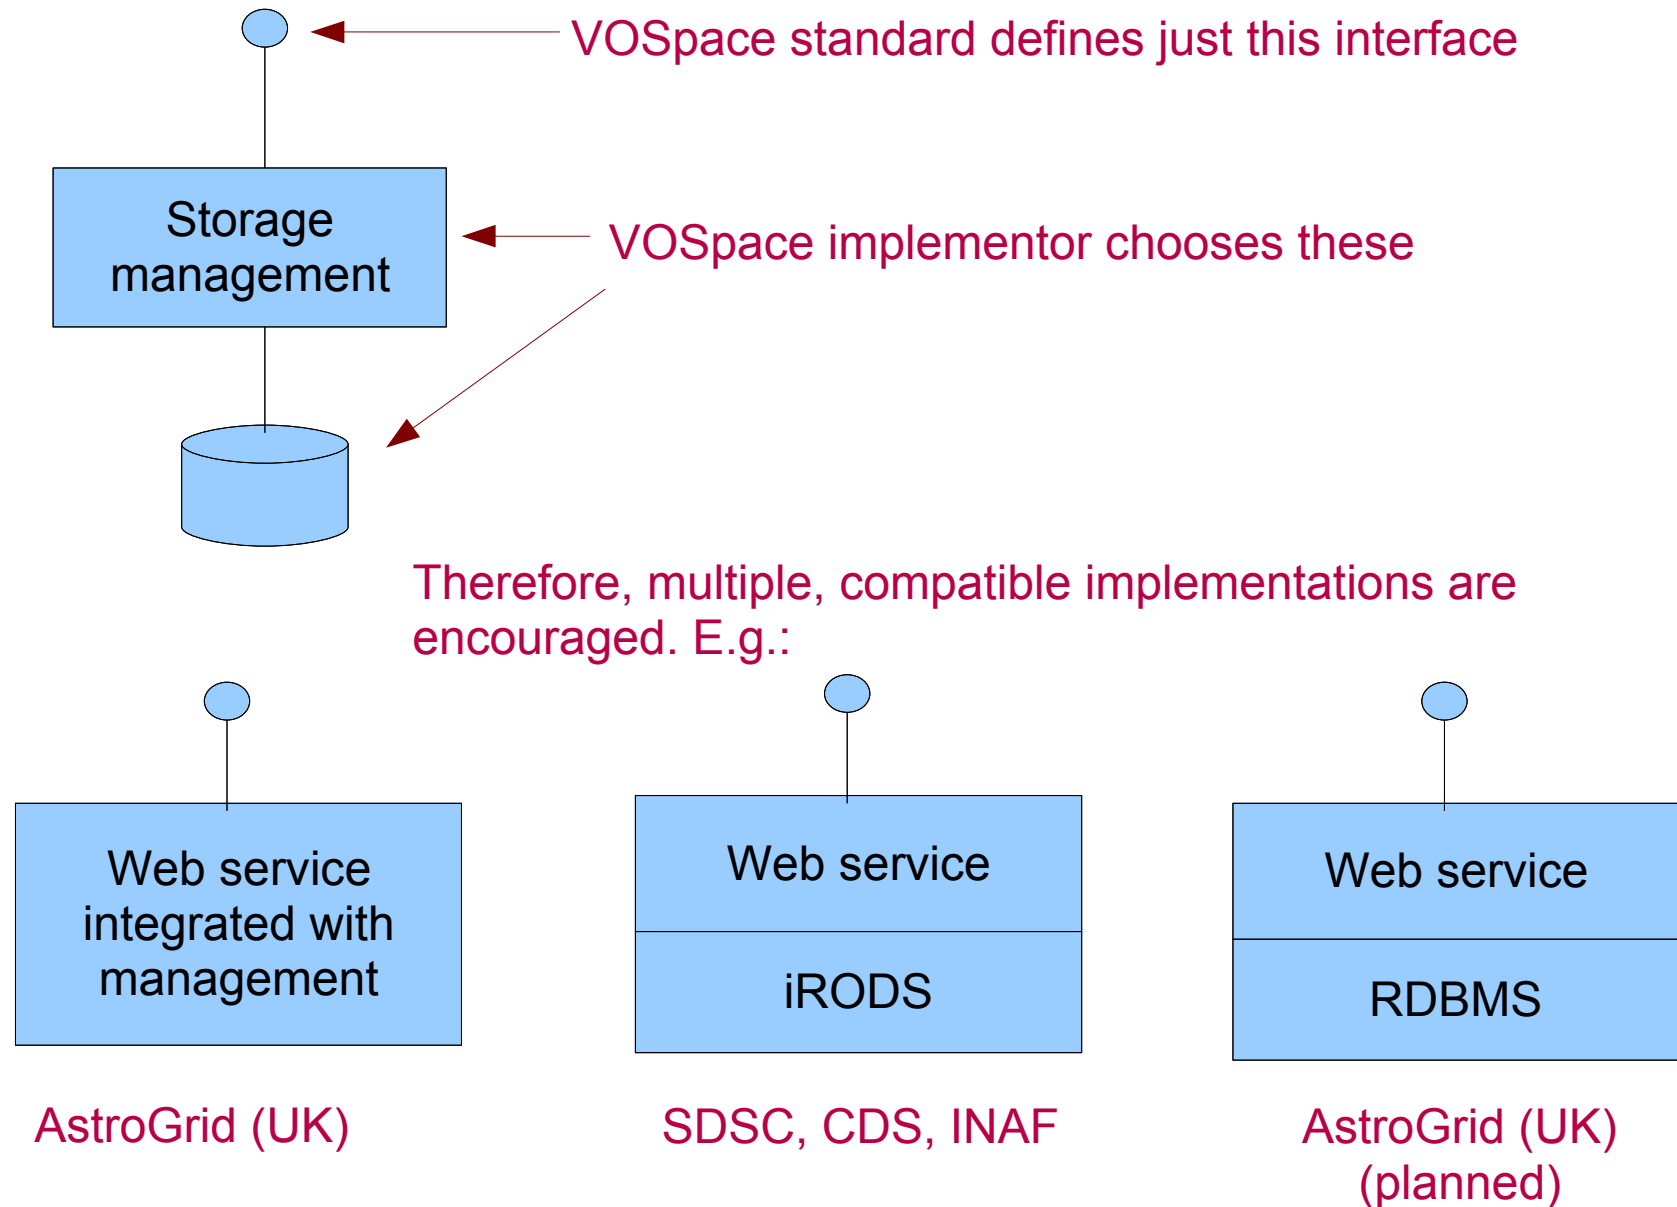 VOSpace standard defines just this interface
Storage
management
VOSpace implementor chooses these
Therefore, multiple, compatible implementations are
encouraged. E.g.:
Web service
integrated with
management
Web service
iRODS
Web service
RDBMS
AstroGrid (UK)
SDSC, CDS, INAF
AstroGrid (UK)
(planned)